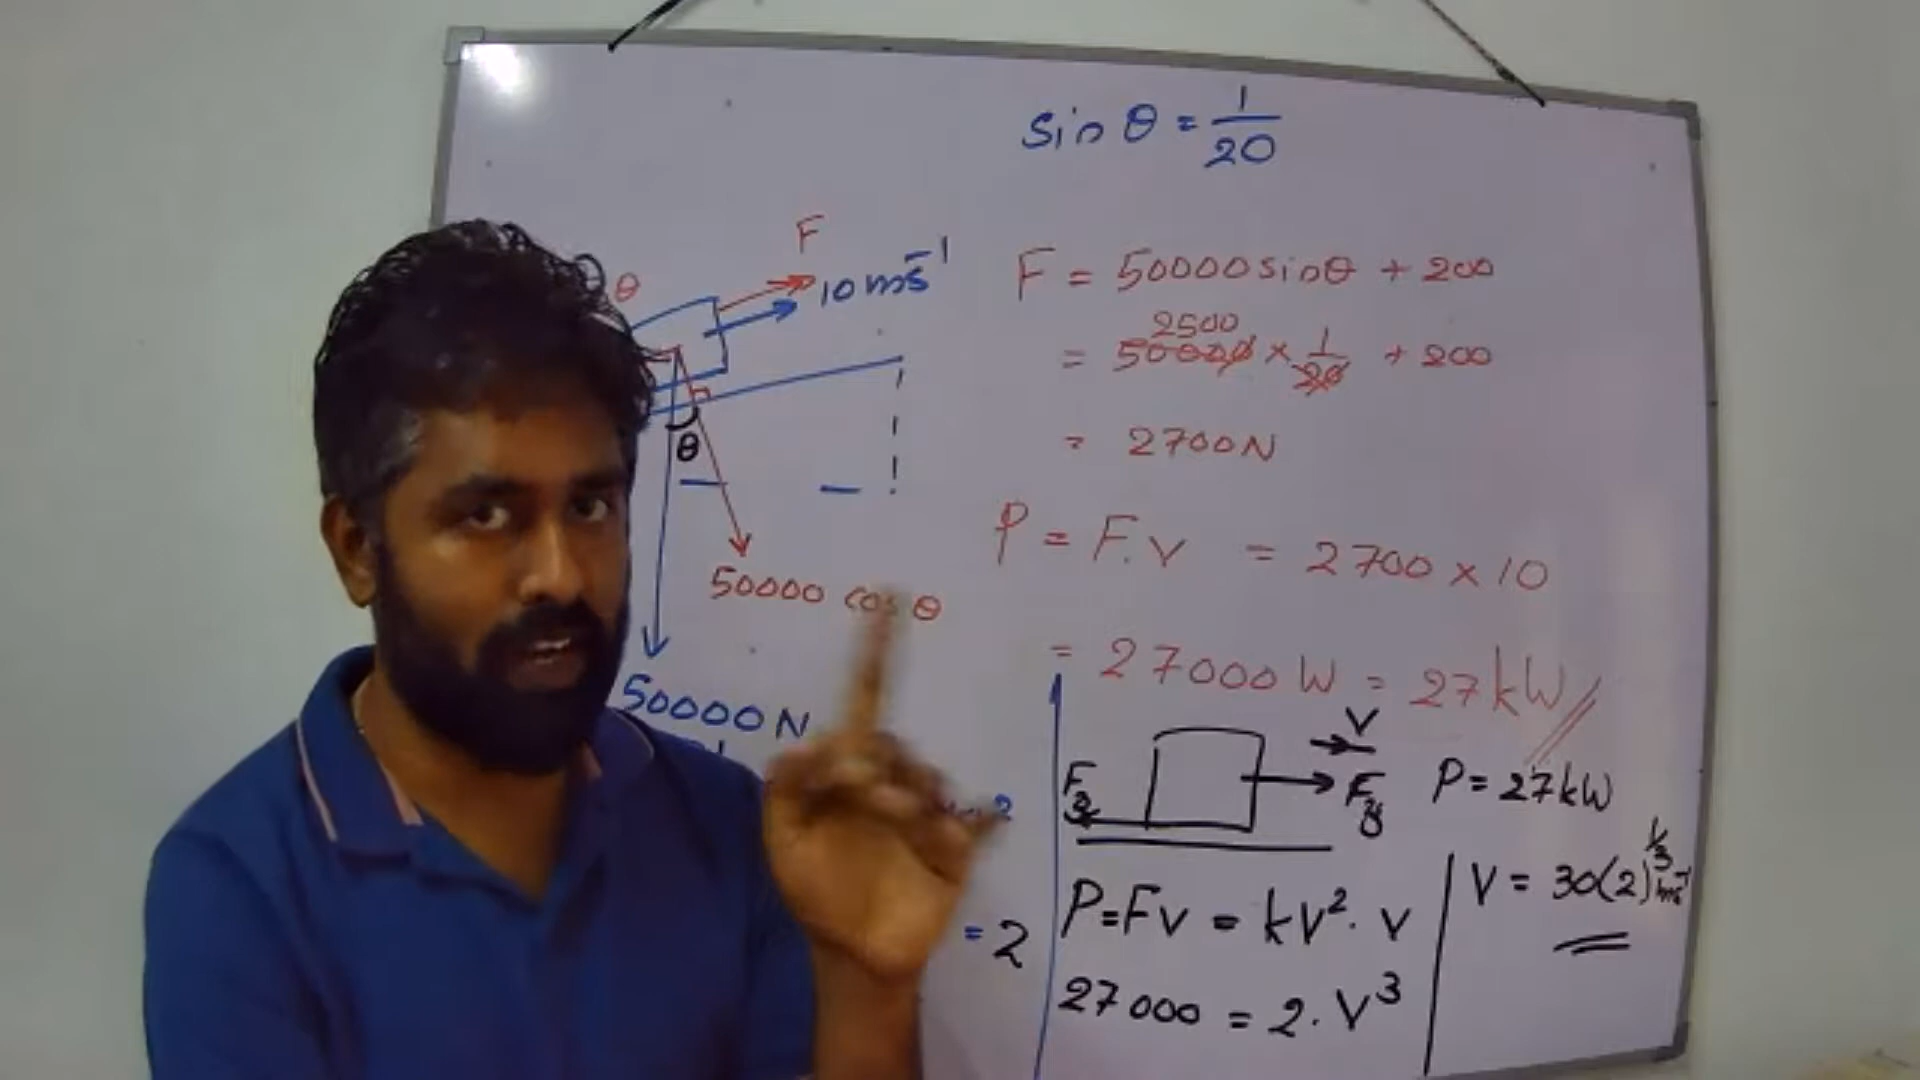 sin θ = 1/20
F
10 ms⁻¹
θ
θ
50000 cos θ
50000 N
= 2
F = 50000 sinθ + 200
2500
= 50000 × 1/20 + 200
= 2700 N
P = F.V = 2700 × 10
= 27000 W = 27 kW
V
F
F
P = 27 kW
P = FV = kV². V
27000 = 2. V³
V = 30(2)^1/3 ms⁻¹